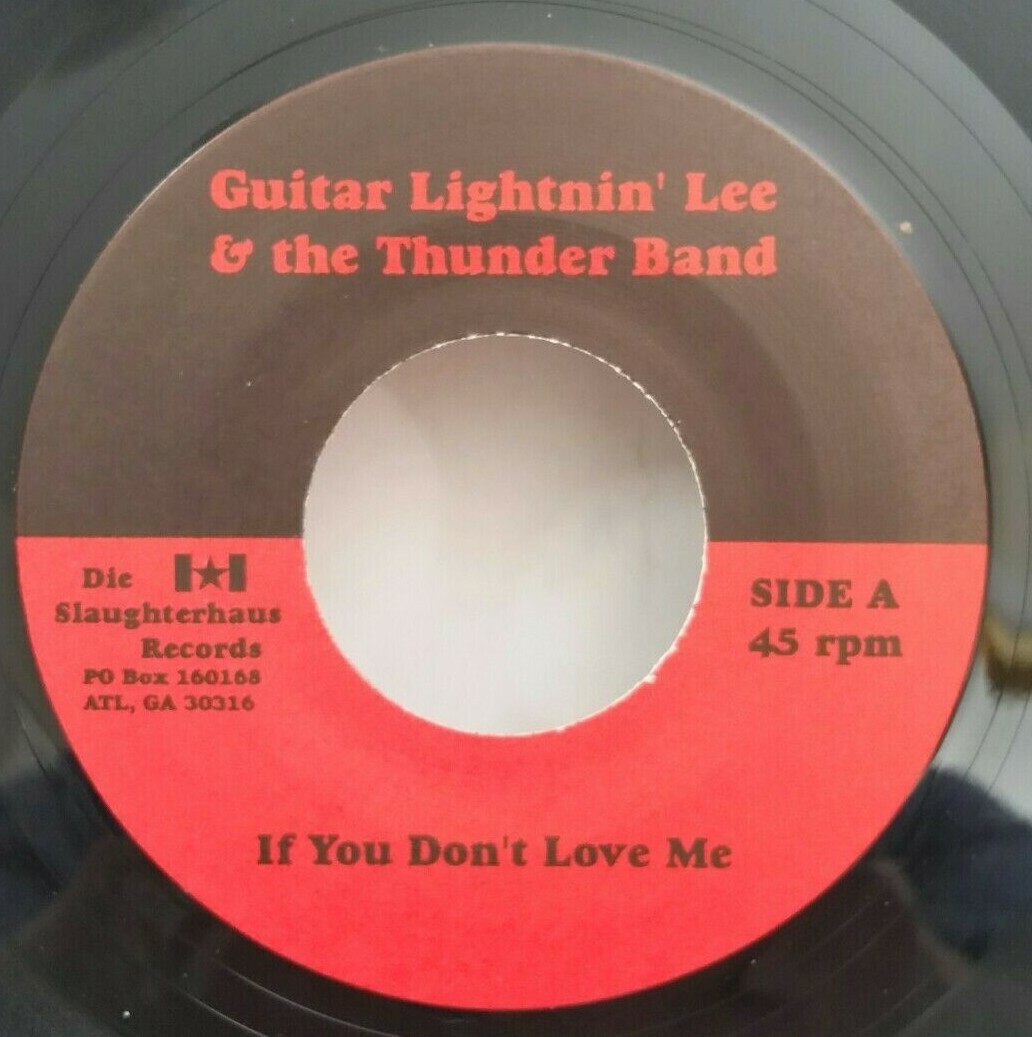 Guitar Lightnin' Lee
& the Thunder Band
Die
Slaughterhaus
Records
PO Box 160168
ATL, GA 30316
SIDE A
45 rpm
If You Don't Love Me